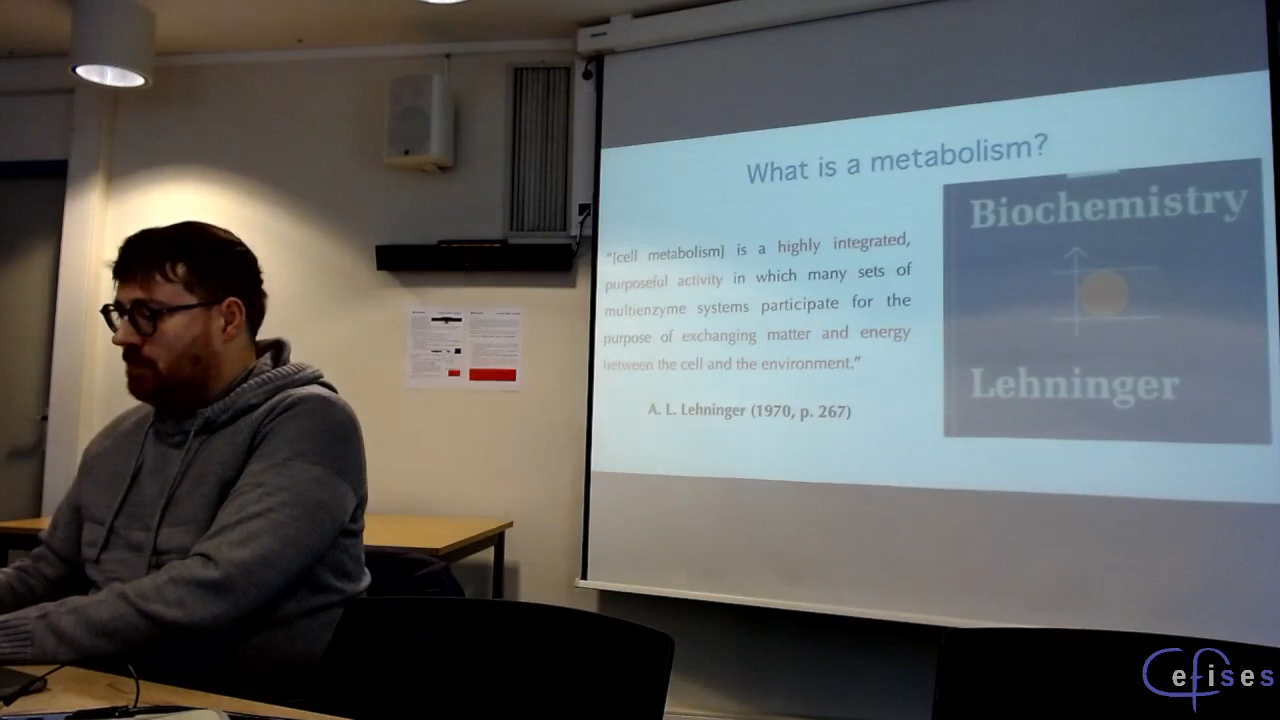 What is a metabolism?
"[cell metabolism] is a highly integrated,
purposeful activity in which many sets of
multienzyme systems participate for the
purpose of exchanging matter and energy
between the cell and the environment."
A. L. Lehninger (1970, p. 267)
Biochemistry
Lehninger
efises